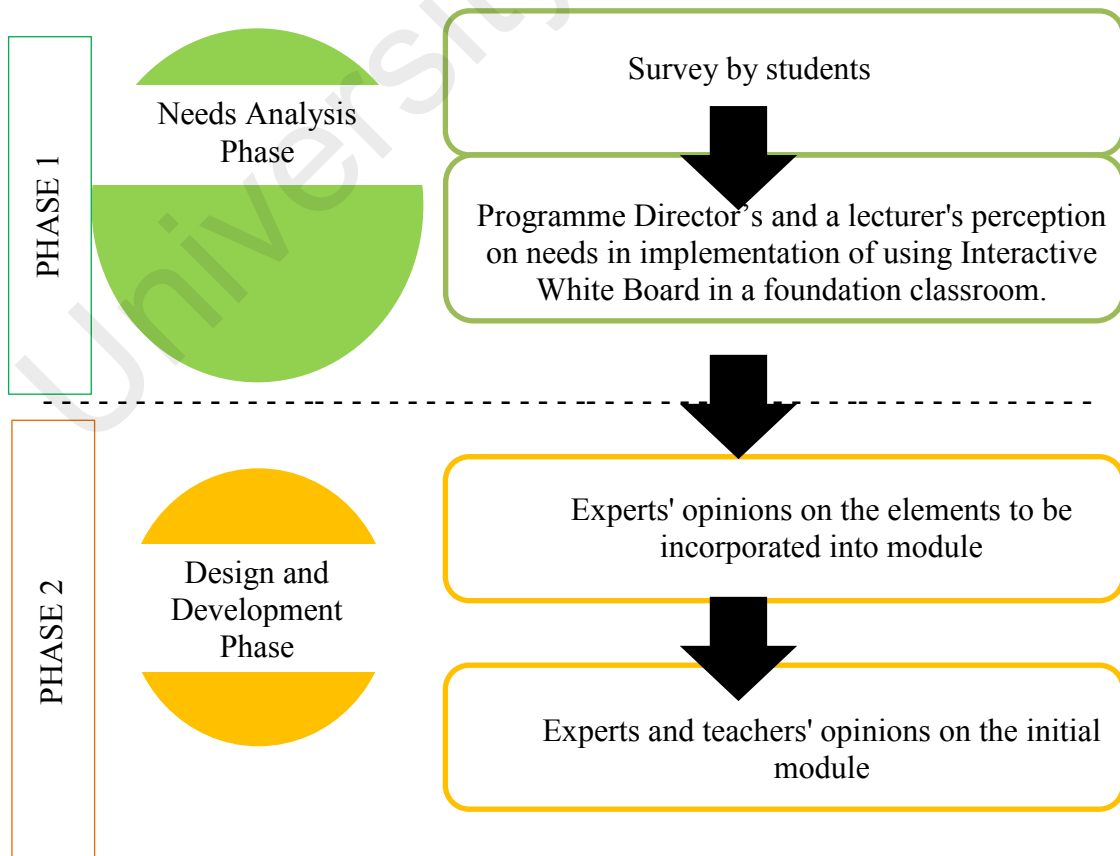 PHASE 1
Needs Analysis
Phase
Survey by students
Programme Director's and a lecturer's perception
on needs in implementation of using Interactive
White Board in a foundation classroom.
PHASE 2
Design and
Development
Phase
Experts' opinions on the elements to be
incorporated into module
Experts and teachers' opinions on the initial
module
University